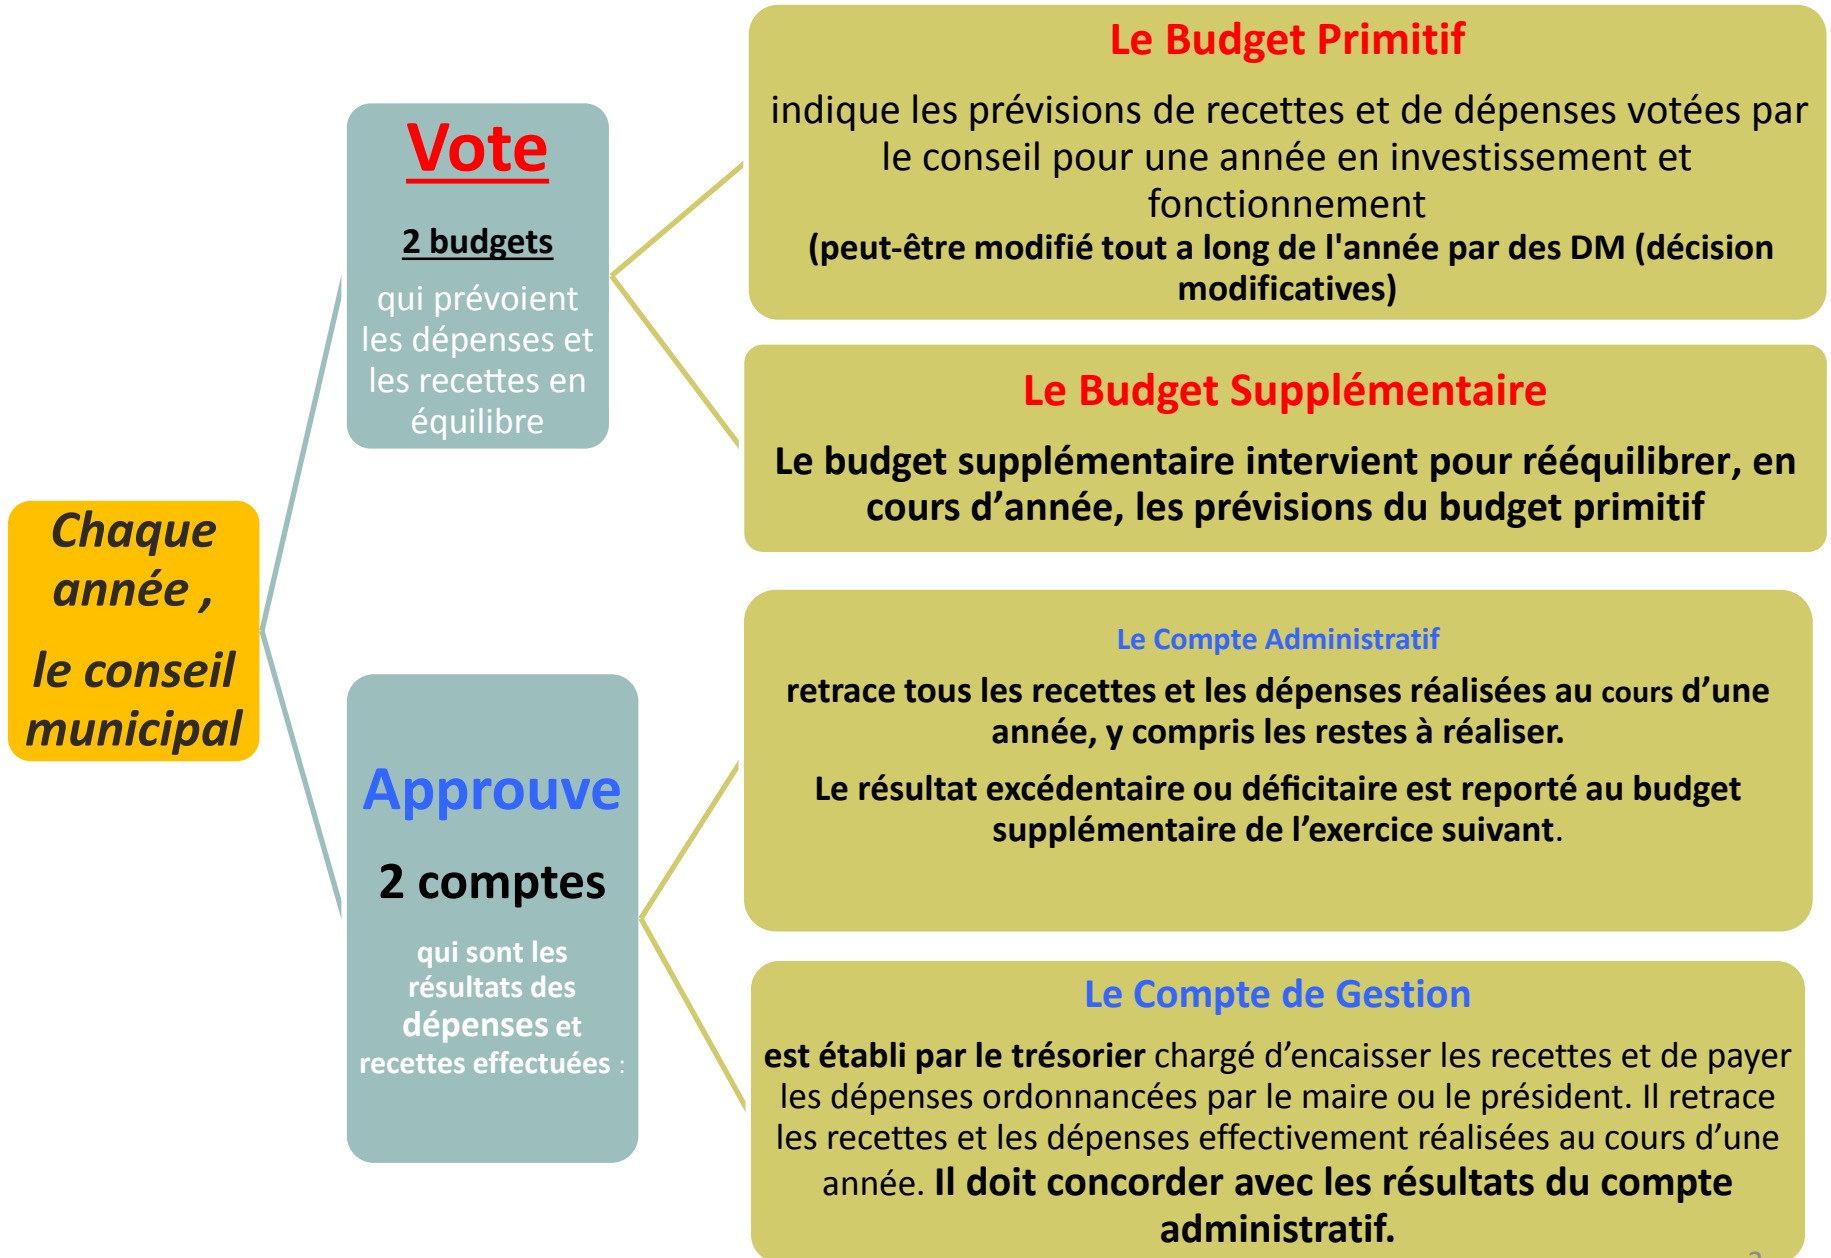 Chaque
année ,
le conseil
municipal
Vote
2 budgets
qui prévoient
les dépenses et
les recettes en
équilibre
Le Budget Primitif
indique les prévisions de recettes et de dépenses votées par
le conseil pour une année en investissement et
fonctionnement
(peut-être modifié tout a long de l'année par des DM (décision
modificatives)
Le Budget Supplémentaire
Le budget supplémentaire intervient pour rééquilibrer, en
cours d’année, les prévisions du budget primitif
Approuve
2 comptes
qui sont les
résultats des
dépenses et
recettes effectuées :
Le Compte Administratif
retrace tous les recettes et les dépenses réalisées au cours d’une
année, y compris les restes à réaliser.
Le résultat excédentaire ou déficitaire est reporté au budget
supplémentaire de l’exercice suivant.
Le Compte de Gestion
est établi par le trésorier chargé d’encaisser les recettes et de payer
les dépenses ordonnancées par le maire ou le président. Il retrace
les recettes et les dépenses effectivement réalisées au cours d’une
année. Il doit concorder avec les résultats du compte
administratif.